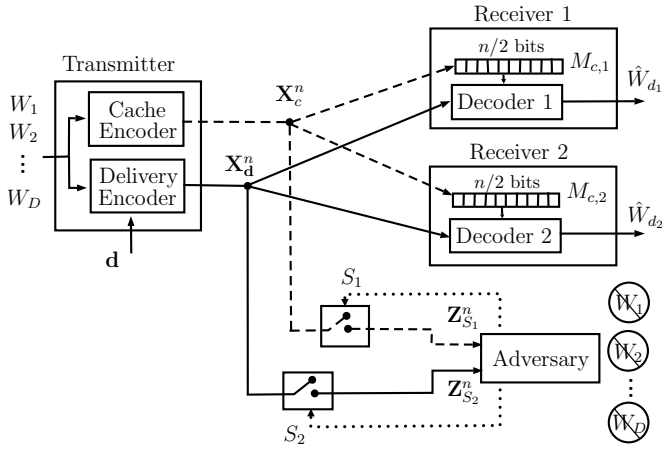 Receiver 1
n/2 bits
M_{c,1}
Decoder 1
Ŵ_{d_1}
Transmitter
W_1
W_2
⋮
W_D
Cache
Encoder
X_c^n
Delivery
Encoder
X_d^n
d
Receiver 2
n/2 bits
M_{c,2}
Decoder 2
Ŵ_{d_2}
S_1
Z_{S_1}^n
Adversary
Z_{S_2}^n
S_2
W_1
W_2
⋮
W_D